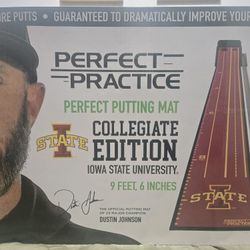 RE PUTTS • GUARANTEED TO DRAMATICALLY IMPROVE YOUR
PERFECT
PRACTICE
PERFECT PUTTING MAT
COLLEGIATE
EDITION
IOWA STATE UNIVERSITY.
9 FEET, 6 INCHES
STATE
THE OFFICIAL PUTTING MAT
OF 2X MAJOR CHAMPION
DUSTIN JOHNSON
STATE